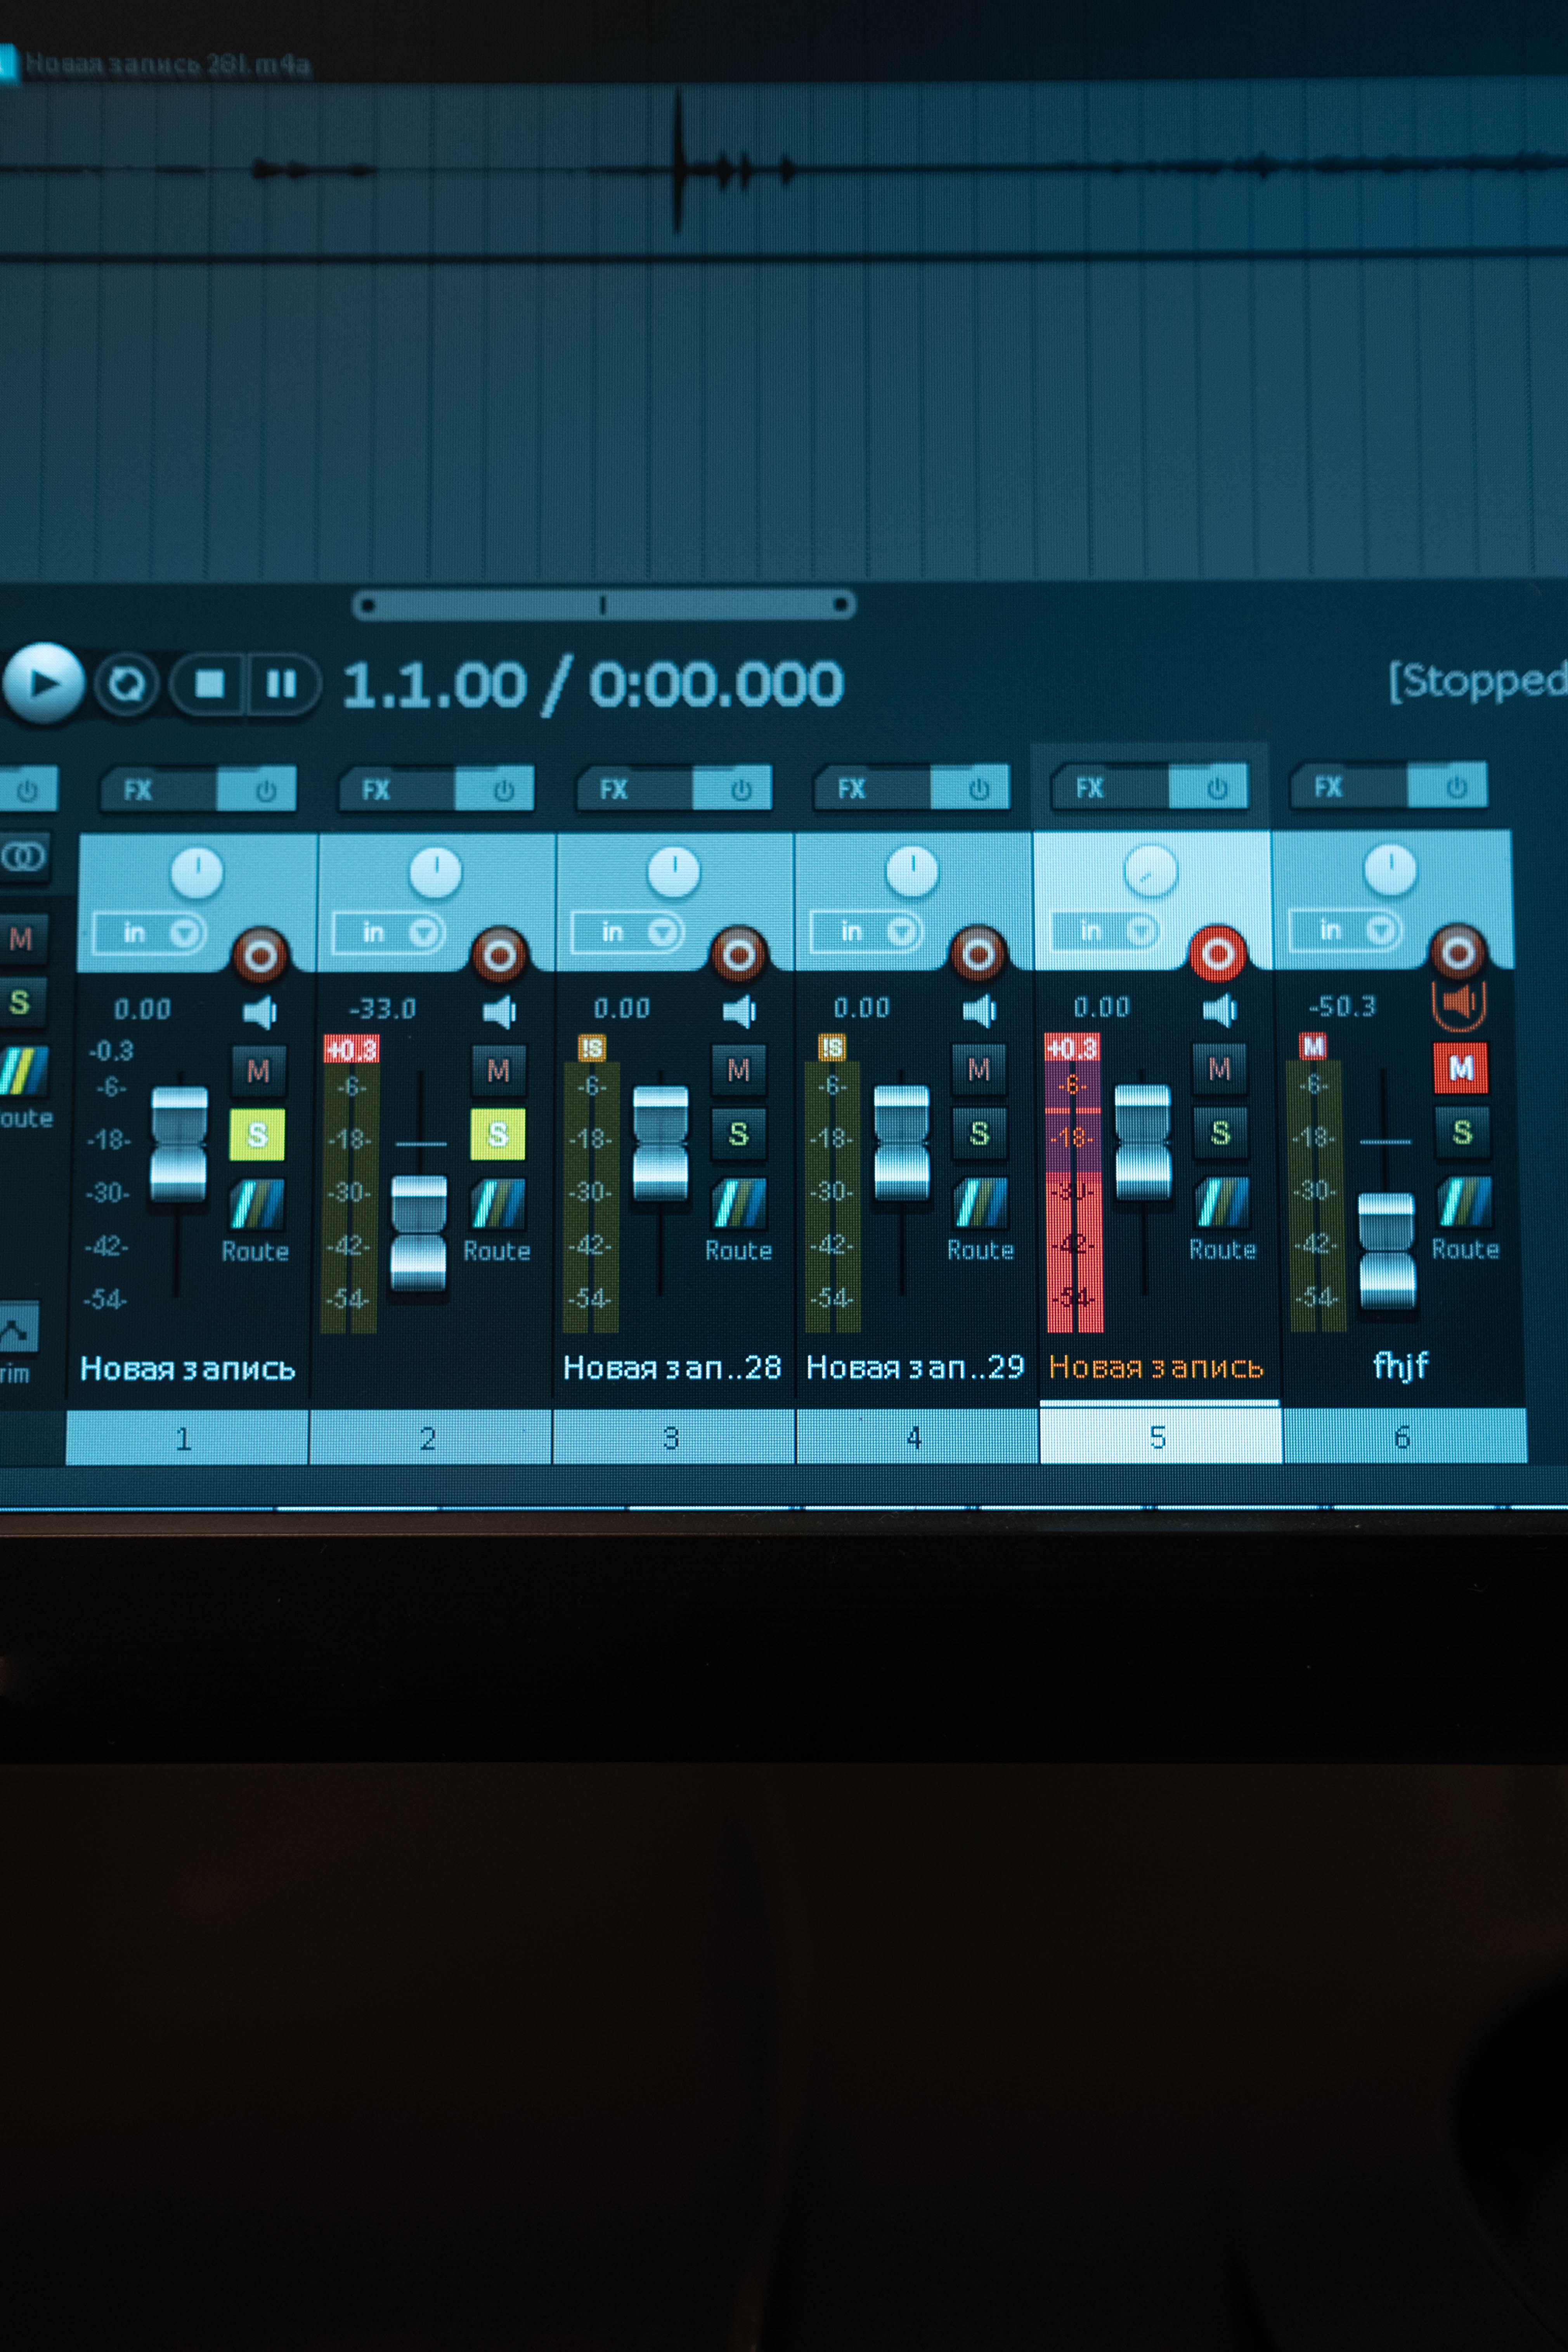 Новая запись 281.m4a
1.1.00 / 0:00.000
[Stopped
FX FX FX FX FX FX
in in in in in in
M
0.00 -33.0 0.00 0.00 0.00 -50.3
-0.3 +0.3 !S !S +0.3 M
M M M M M M
S
-6- -6- -6- -6- -6- -6-
S S S S S S
-18- -18- -18- -18- -18- -18-
-30- -30- -30- -30- -30- -30-
oute
Route Route Route Route Route Route
-42- -42- -42- -42- -42- -42-
-54- -54- -54- -54- -54- -54-
rim
Новая запись Новая зап..28 Новая зап..29 Новая запись fhjf
1 2 3 4 5 6